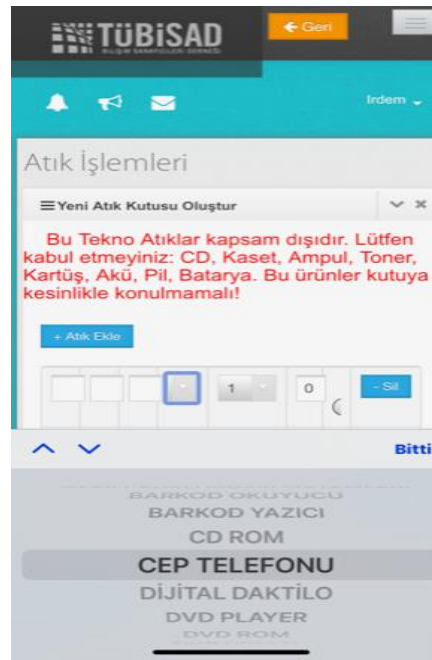 TÜBİSAD
BİLİŞİM SANAYİCİLERİ DERNEĞİ
Geri
Irdem
Atık İşlemleri
Yeni Atık Kutusu Oluştur
Bu Tekno Atıklar kapsam dışıdır. Lütfen
kabul etmeyiniz: CD, Kaset, Ampul, Toner,
Kartüş, Akü, Pil, Batarya. Bu ürünler kutuya
kesinlikle konulmamalı!
+ Atık Ekle
1
0
- Sil
Bitti
BARKOD OKUYUCU
BARKOD YAZICI
CD ROM
CEP TELEFONU
DİJİTAL DAKTİLO
DVD PLAYER
DVD ROM